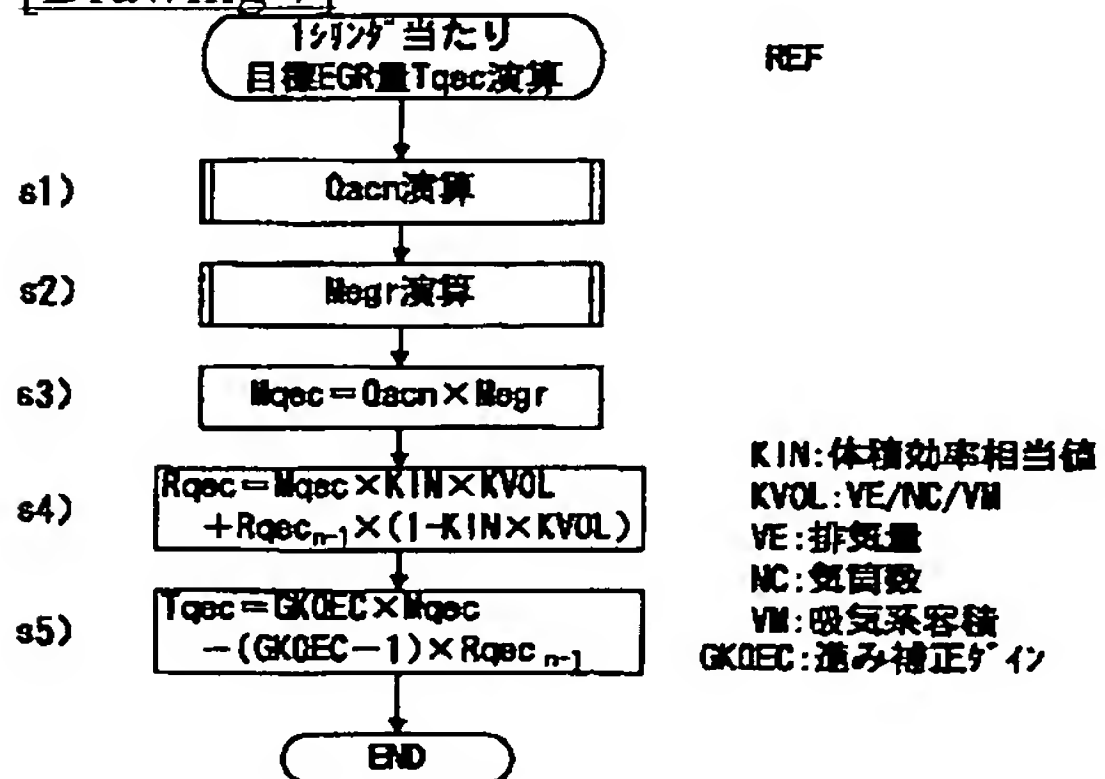 1シリンダ当たり
目標EGR量Tqec演算
REF
s1)
Qacn演算
s2)
Megr演算
s3)
Mqec=Qacn×Megr
s4)
Rqec=Mqec×KIN×KVOL
+Rqecn-1×(1-KIN×KVOL)
s5)
Tqec=GKQEC×Mqec
-(GKQEC-1)×Rqec n-1
KIN:体積効率相当値
KVOL:VE/NC/VM
VE:排気量
NC:気筒数
VM:吸気系容積
GKQEC:進み補正ゲイン
END